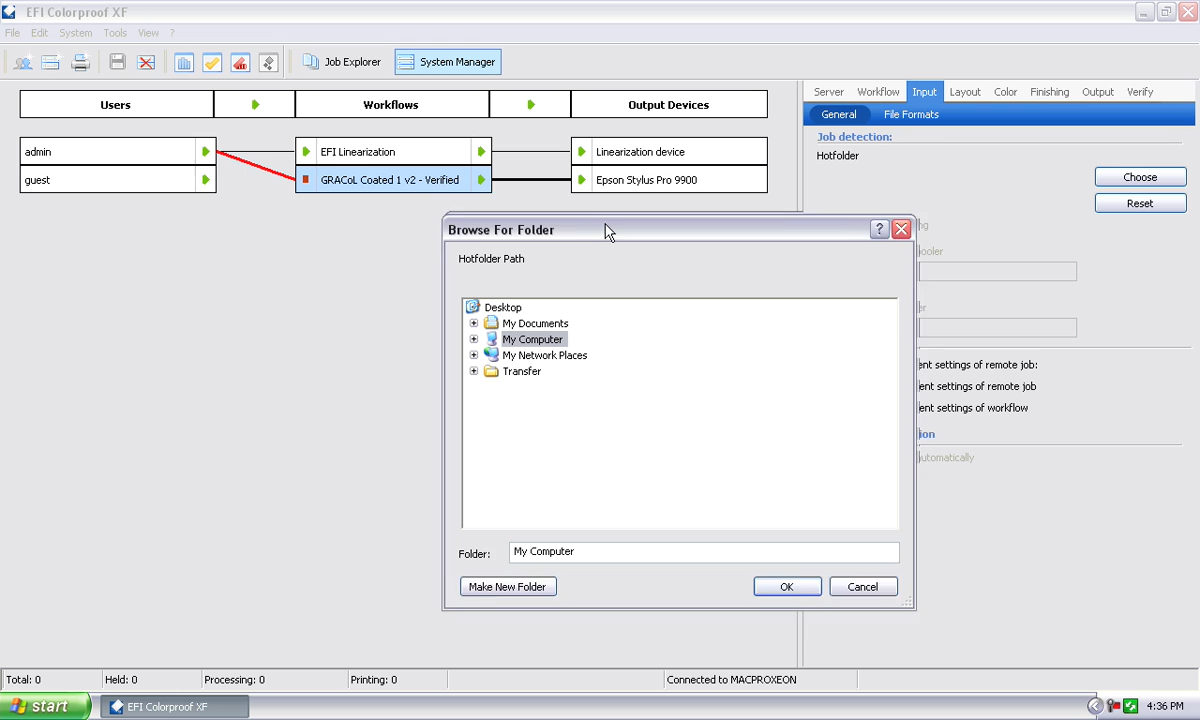 EFI Colorproof XF
File Edit System Tools View ?
Job Explorer System Manager
Users Workflows Output Devices
admin EFI Linearization Linearization device
guest GRACoL Coated 1 v2 - Verified Epson Stylus Pro 9900
Server Workflow Input Layout Color Finishing Output Verify
General File Formats
Job detection:
Hotfolder
Choose
Reset
ng
ooler
er
ent settings of remote job:
ent settings of remote job
ent settings of workflow
ion
automatically
Browse For Folder ?
Hotfolder Path
Desktop
My Documents
My Computer
My Network Places
Transfer
Folder: My Computer
Make New Folder OK Cancel
Total: 0 Held: 0 Processing: 0 Printing: 0 Connected to MACPROXEON
start EFI Colorproof XF 4:36 PM